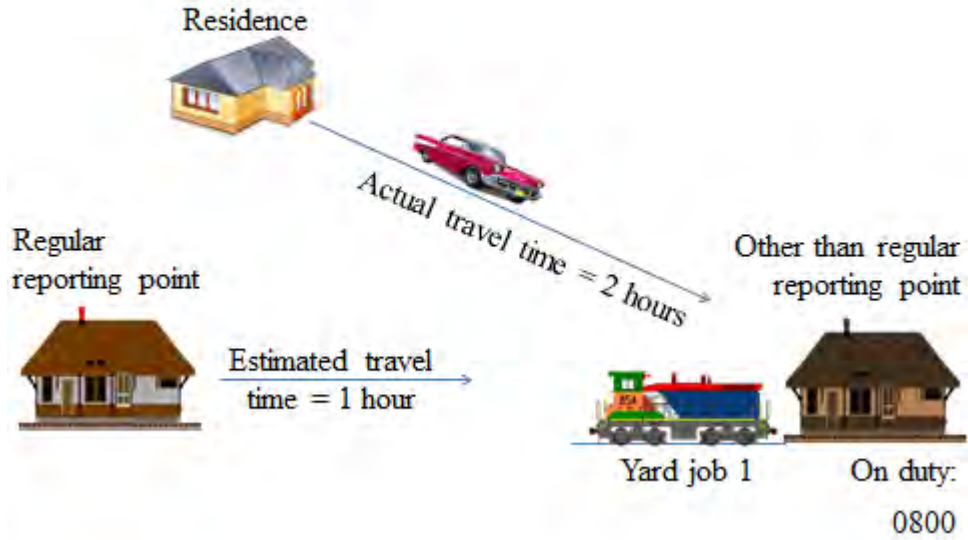 Residence
Actual travel time = 2 hours
Regular
reporting point
Other than regular
reporting point
Estimated travel
time = 1 hour
Yard job 1
On duty:
0800